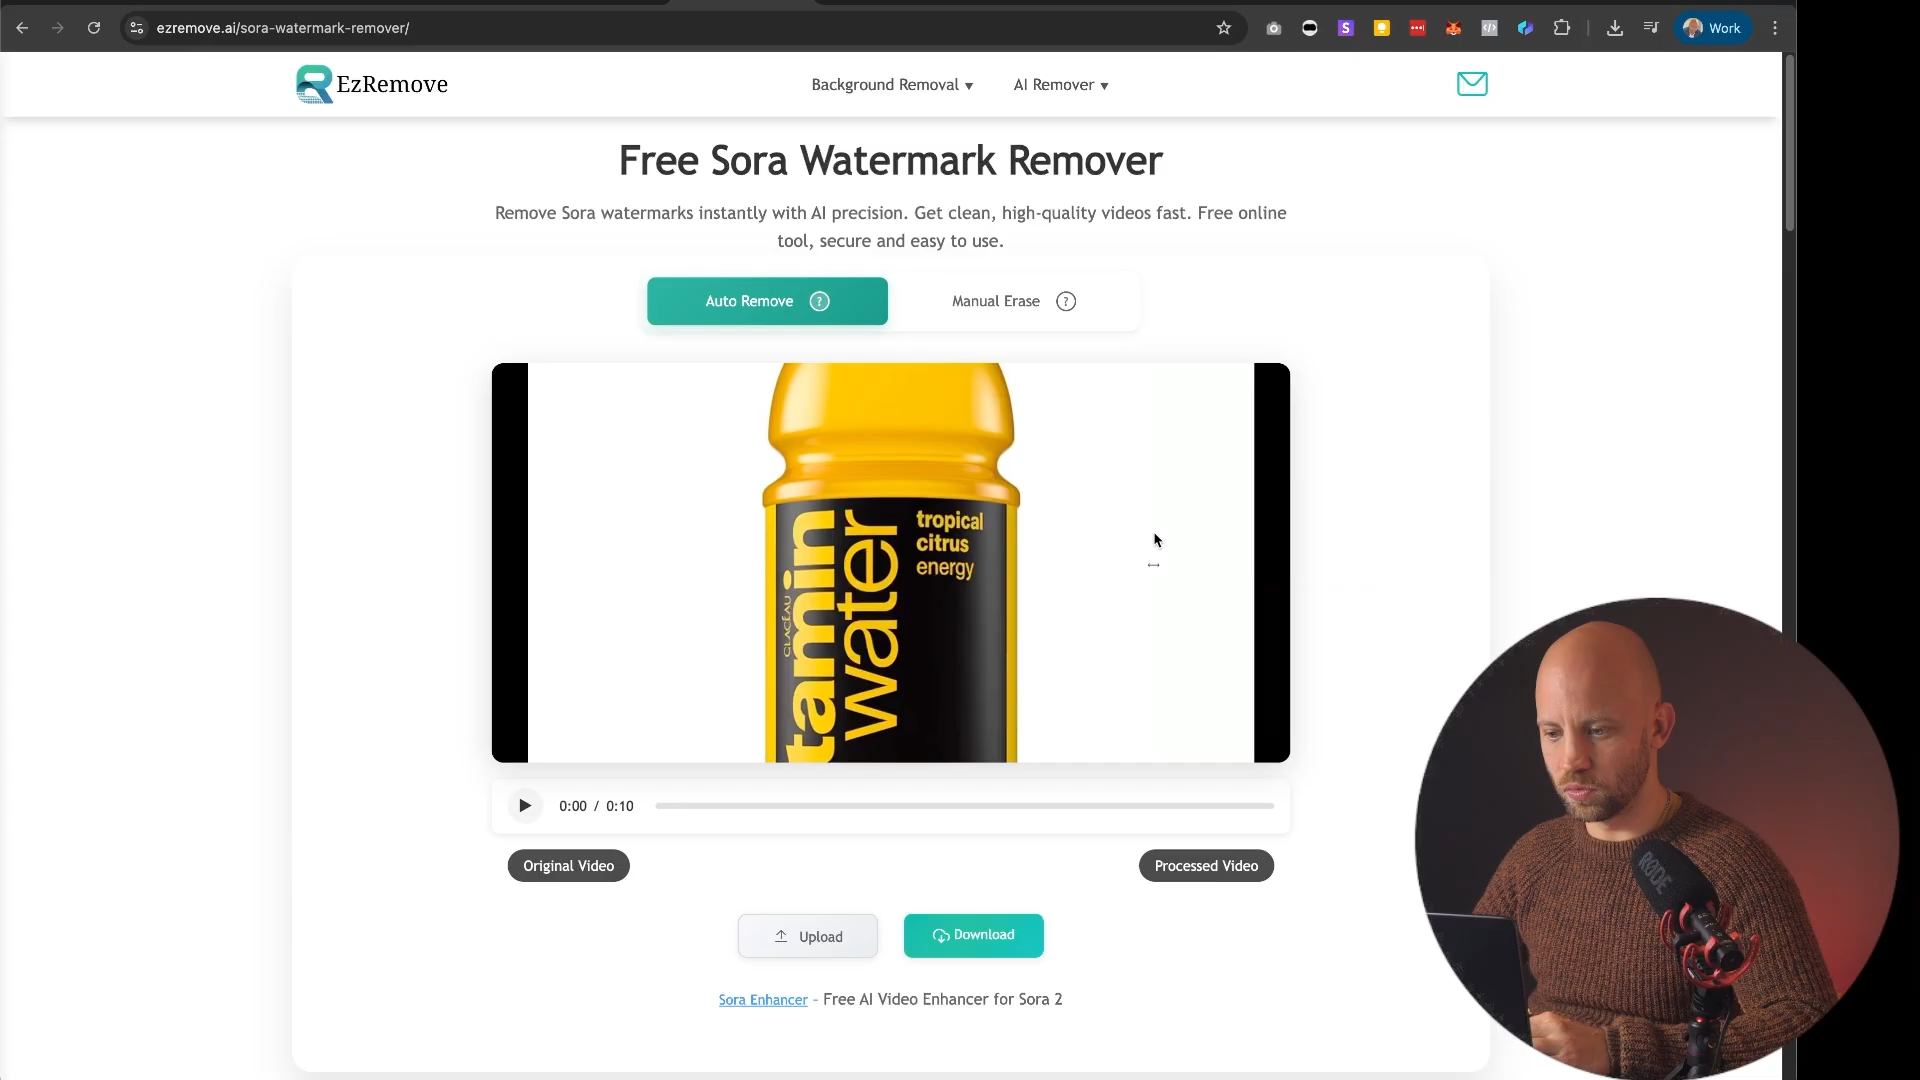 ezremove.ai/sora-watermark-remover/
Work
EzRemove
Background Removal
AI Remover
Free Sora Watermark Remover
Remove Sora watermarks instantly with AI precision. Get clean, high-quality videos fast. Free online
tool, secure and easy to use.
Auto Remove ?
Manual Erase ?
tropical
citrus
energy
GLACÉAU
tamin
water
0:00 / 0:10
Original Video
Processed Video
Upload
Download
Sora Enhancer - Free AI Video Enhancer for Sora 2
RØDE